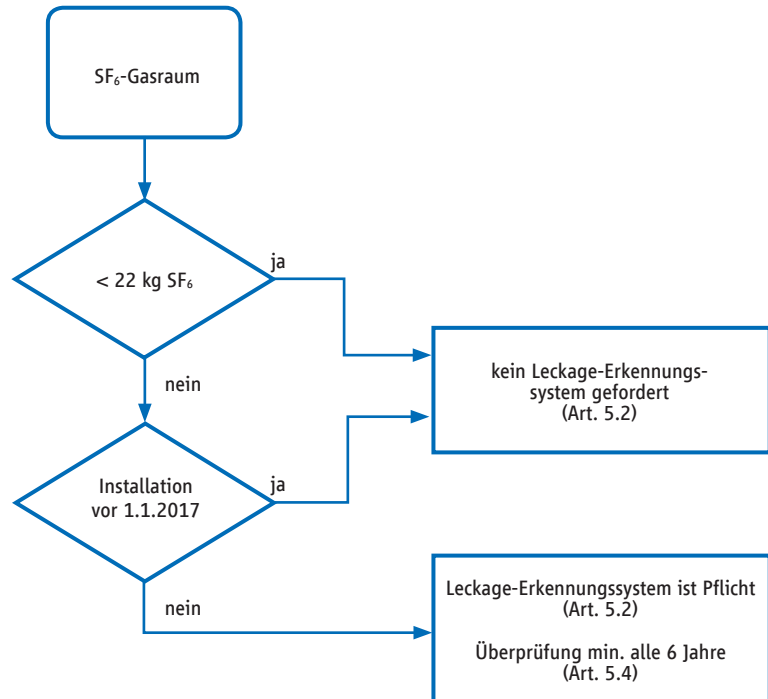 SF₆-Gasraum
< 22 kg SF₆
ja
nein
kein Leckage-Erkennungs-
system gefordert
(Art. 5.2)
Installation
vor 1.1.2017
ja
nein
Leckage-Erkennungssystem ist Pflicht
(Art. 5.2)
Überprüfung min. alle 6 Jahre
(Art. 5.4)